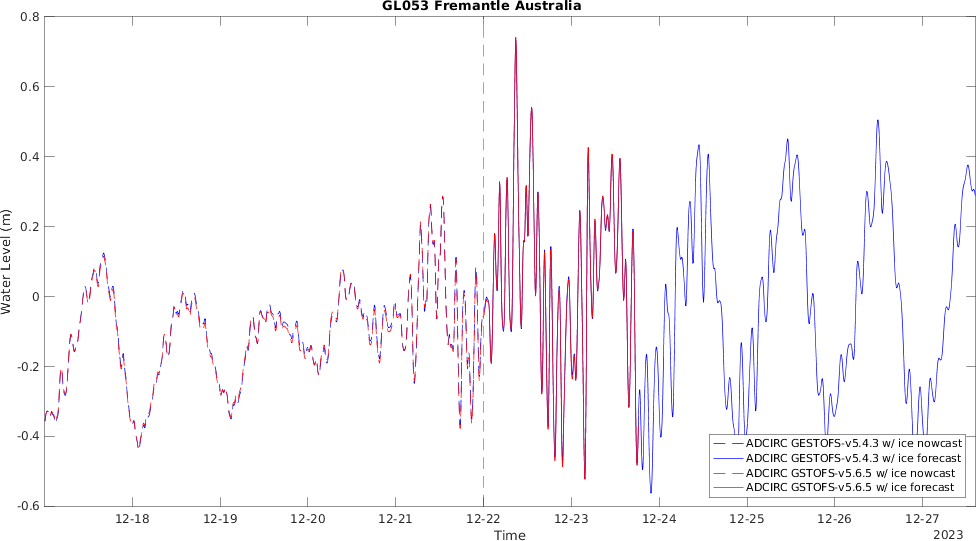 GL053 Fremantle Australia
0.8
0.6
0.4
0.2
0
-0.2
-0.4
-0.6
Water Level (m)
ADCIRC GESTOFS-v5.4.3 w/ ice nowcast
ADCIRC GESTOFS-v5.4.3 w/ ice forecast
ADCIRC GSTOFS-v5.6.5 w/ ice nowcast
ADCIRC GSTOFS-v5.6.5 w/ ice forecast
12-18 12-19 12-20 12-21 12-22 12-23 12-24 12-25 12-26 12-27
Time
2023